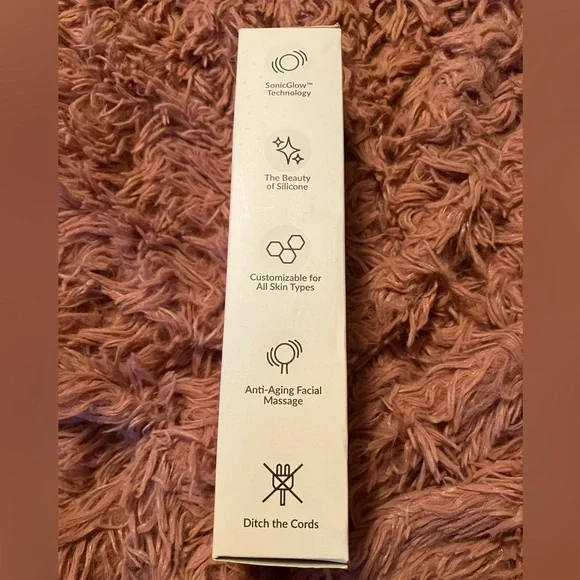 SonicGlow™
Technology
The Beauty
of Silicone
Customizable for
All Skin Types
Anti-Aging Facial
Massage
Ditch the Cords